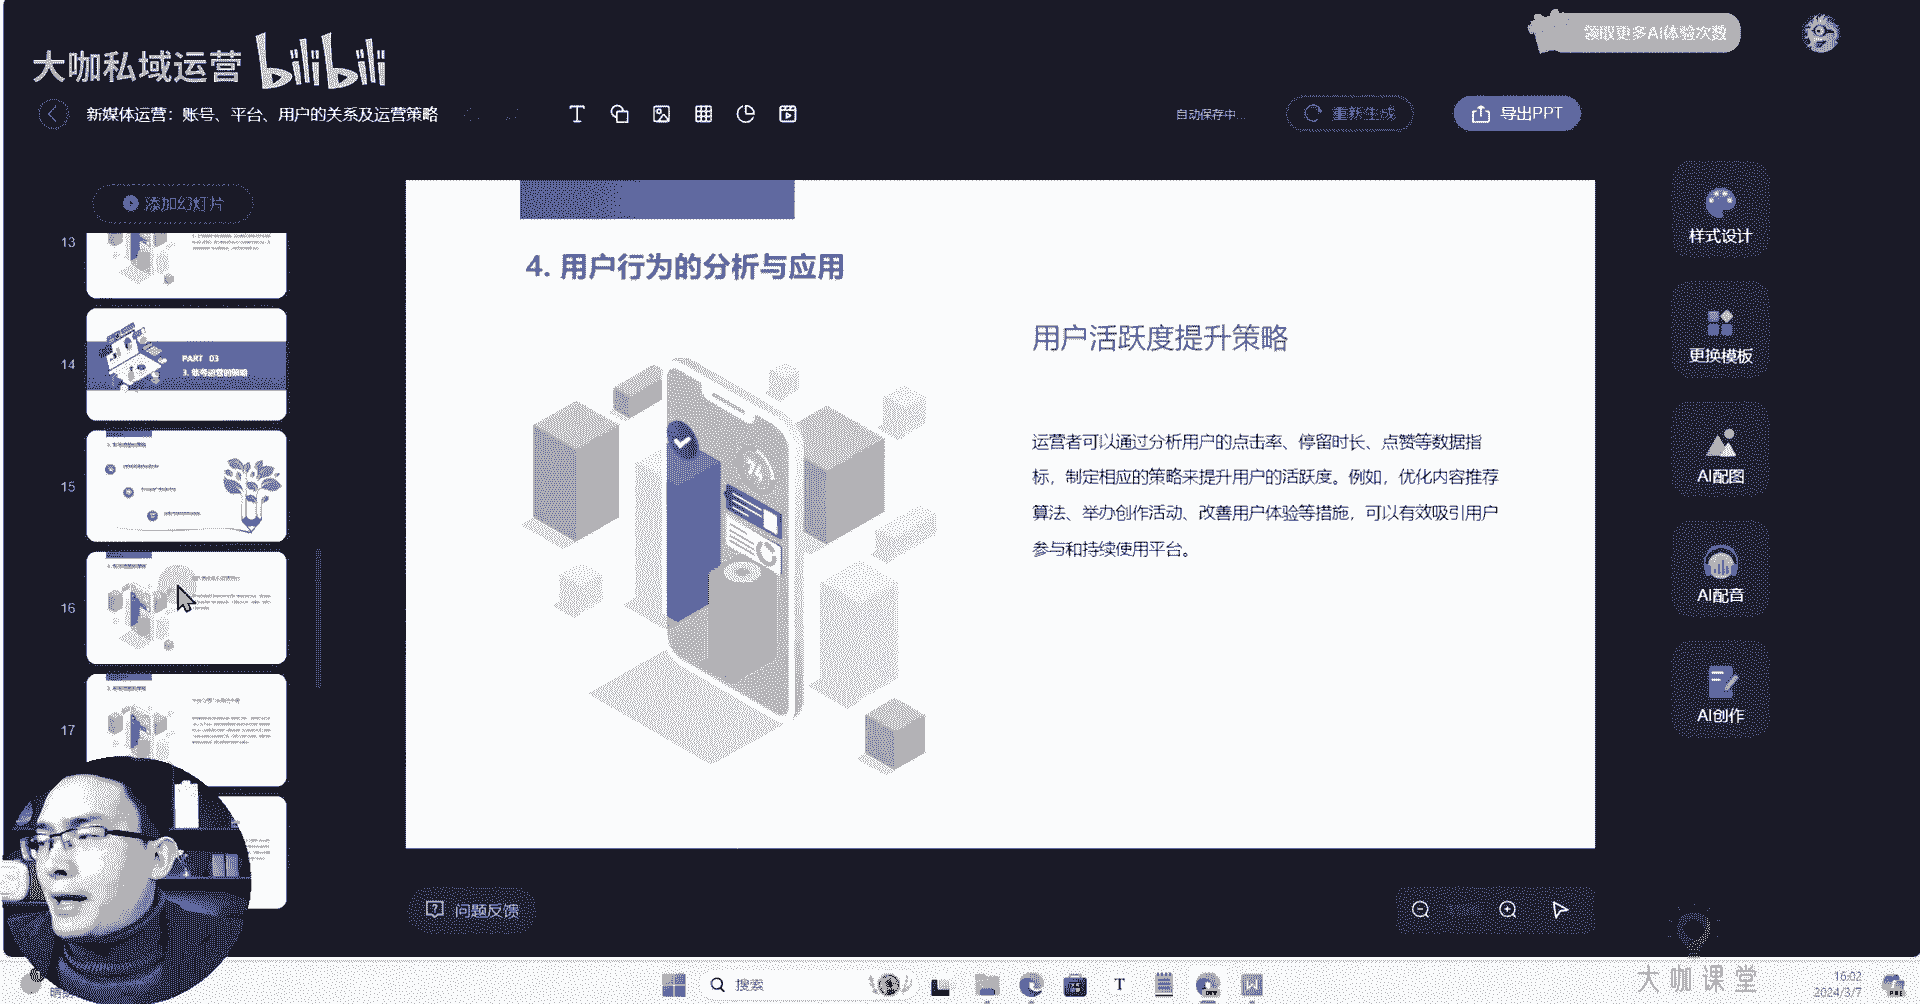 领取更多AI体验次数
大咖私域运营 bilibili
新媒体运营：账号、平台、用户的关系及运营策略
自动保存中...
重新生成
导出PPT
添加幻灯片
13
14
PART 03
3. 账号运营的策略
15
16
17
4. 用户行为的分析与应用
用户活跃度提升策略
运营者可以通过分析用户的点击率、停留时长、点赞等数据指
标，制定相应的策略来提升用户的活跃度。例如，优化内容推荐
算法、举办创作活动、改善用户体验等措施，可以有效吸引用户
参与和持续使用平台。
样式设计
更换模板
AI配图
AI配音
AI创作
问题反馈
大咖课堂
搜索
16:02
2024/3/7